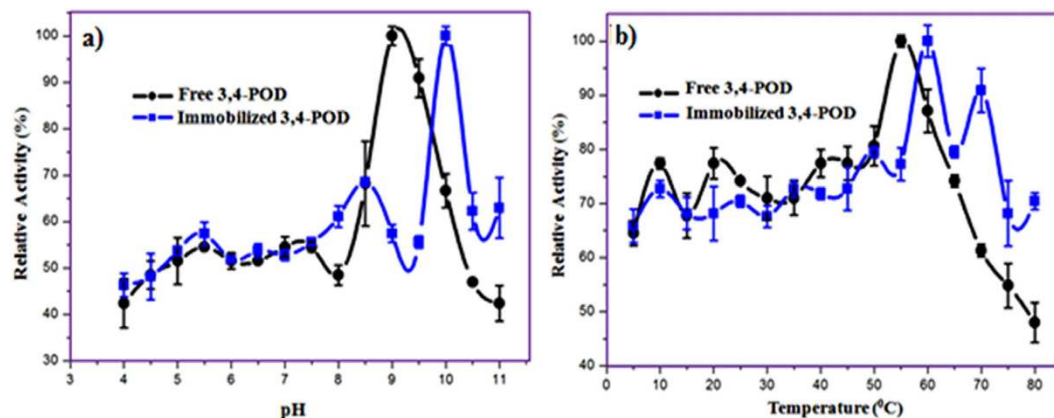 a)
Free 3,4-POD
Immobilized 3,4-POD
Relative Activity (%)
100
90
80
70
60
50
40
30
3 4 5 6 7 8 9 10 11
pH
b)
Free 3,4-POD
Immobilized 3,4-POD
Relative Activity (%)
100
90
80
70
60
50
40
10 20 30 40 50 60 70 80
Temperature (⁰C)